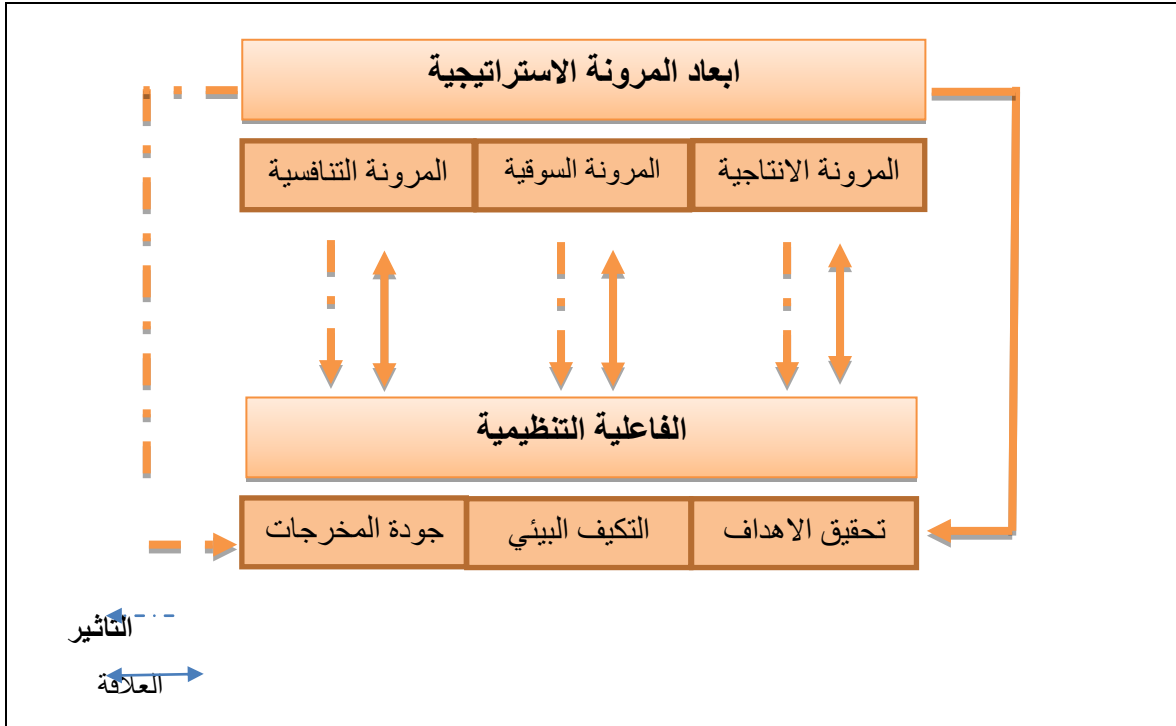 ابعاد المرونة الاستراتيجية
المرونة الانتاجية
المرونة السوقية
المرونة التنافسية
الفاعلية التنظيمية
تحقيق الاهداف
التكيف البيئي
جودة المخرجات
التاثير
العلاقة